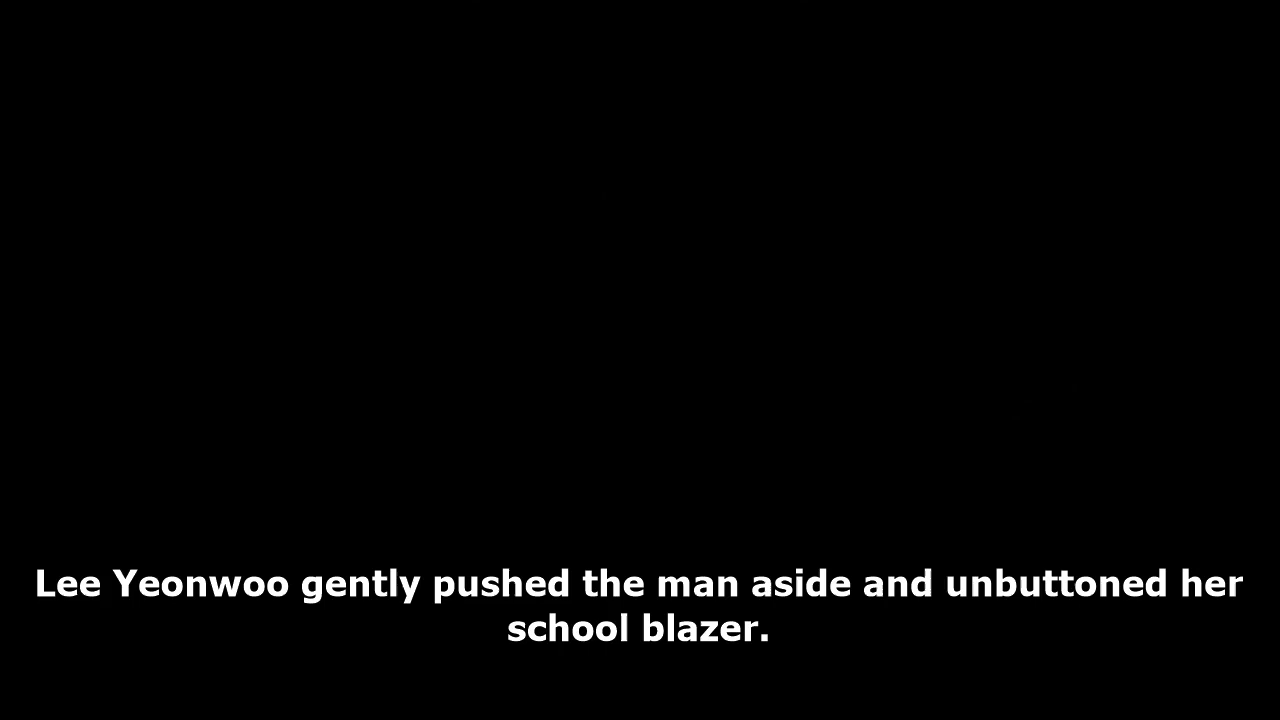 Lee Yeonwoo gently pushed the man aside and unbuttoned her
school blazer.